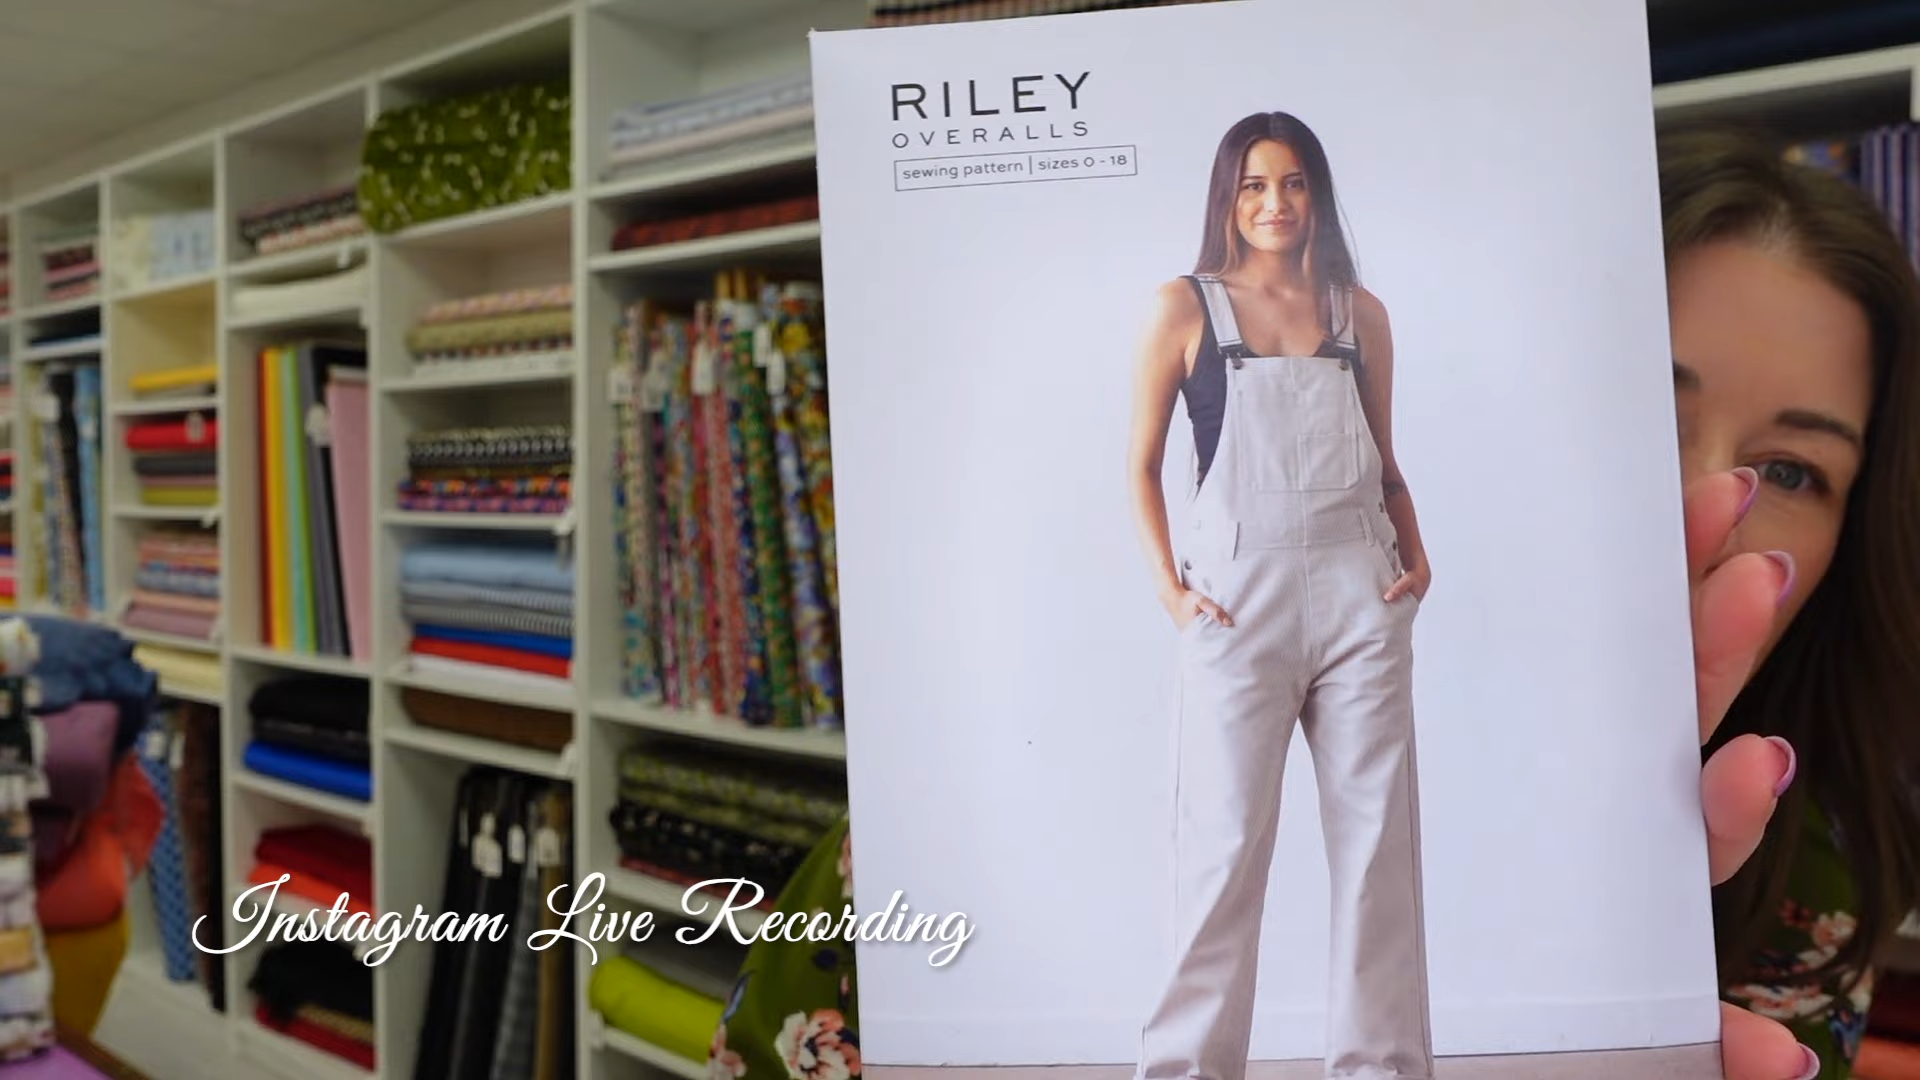 RILEY
OVERALLS
sewing pattern | sizes 0 - 18
Instagram Live Recording